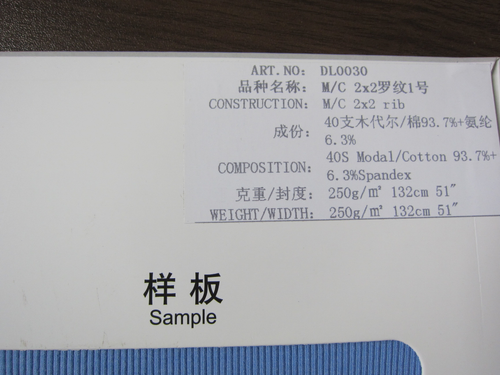 ART.NO: DL0030
品种名称: M/C 2x2罗纹1号
CONSTRUCTION: M/C 2x2 rib
成份: 40支木代尔/棉93.7%+氨纶
6.3%
COMPOSITION: 40S Modal/Cotton 93.7%+
6.3%Spandex
克重/封度: 250g/㎡ 132cm 51"
WEIGHT/WIDTH: 250g/㎡ 132cm 51"
样板
Sample